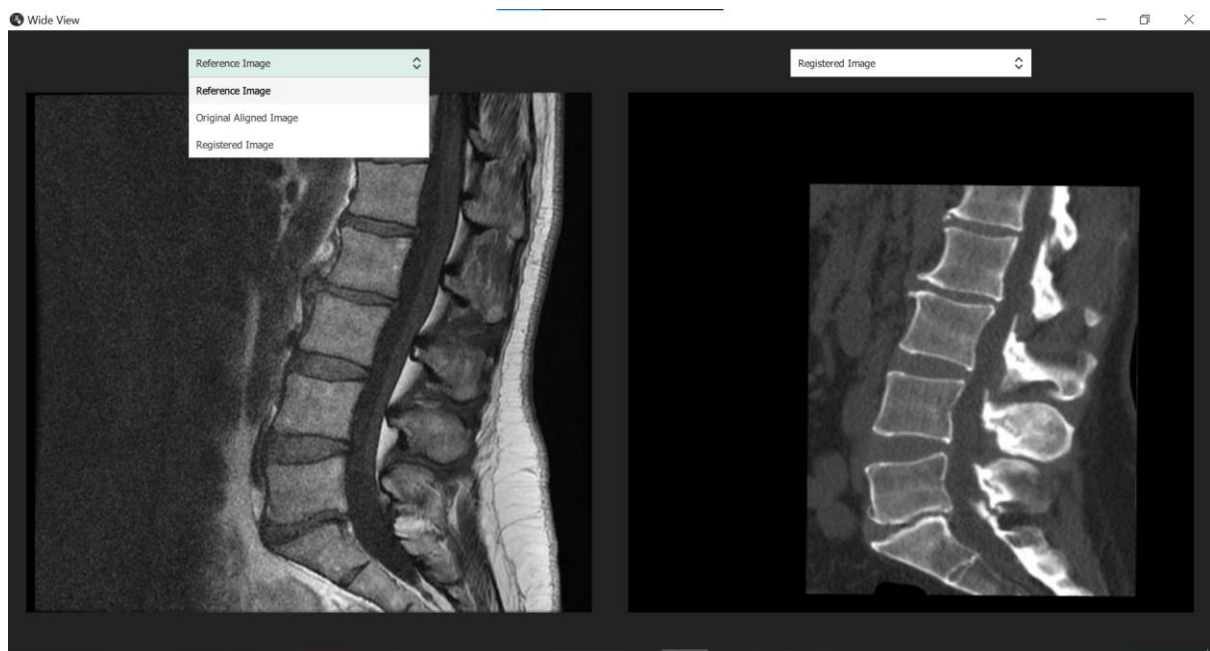 Wide View
Reference Image
Registered Image
Reference Image
Original Aligned Image
Registered Image